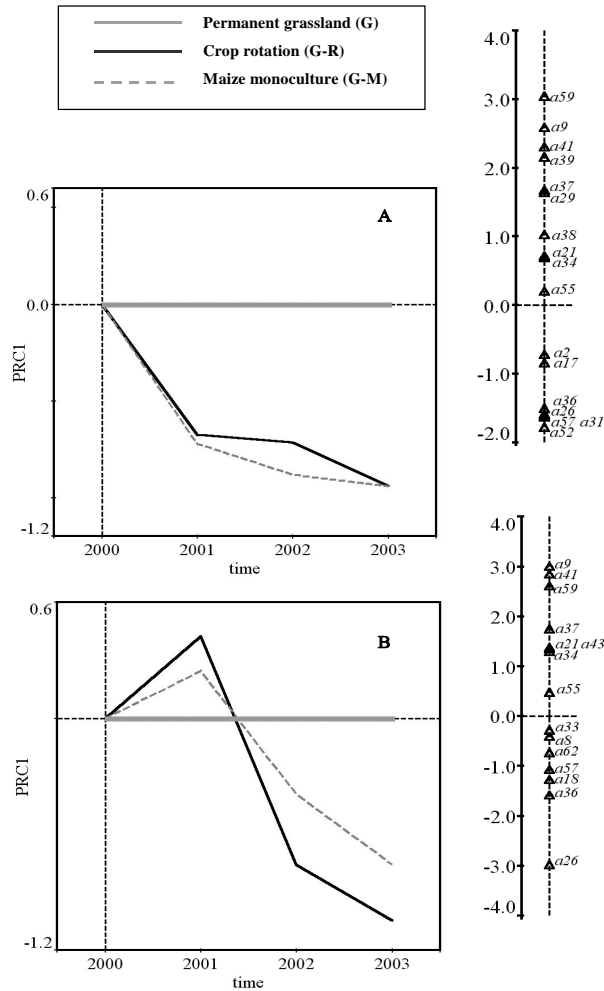 Permanent grassland (G)
Crop rotation (G-R)
Maize monoculture (G-M)
A
0.6
0.0
-1.2
PRC1
2000 2001 2002 2003
time
4.0
3.0
2.0
1.0
0.0
-1.0
-2.0
a59
a9
a41
a39
a37
a29
a38
a21
a34
a55
a2
a17
a36
a26
a57 a31
a52
B
0.6
-1.2
PRC1
2000 2001 2002 2003
time
4.0
3.0
2.0
1.0
0.0
-1.0
-2.0
-3.0
-4.0
a9
a41
a59
a37
a21 a43
a34
a55
a33
a8
a62
a57
a18
a36
a26